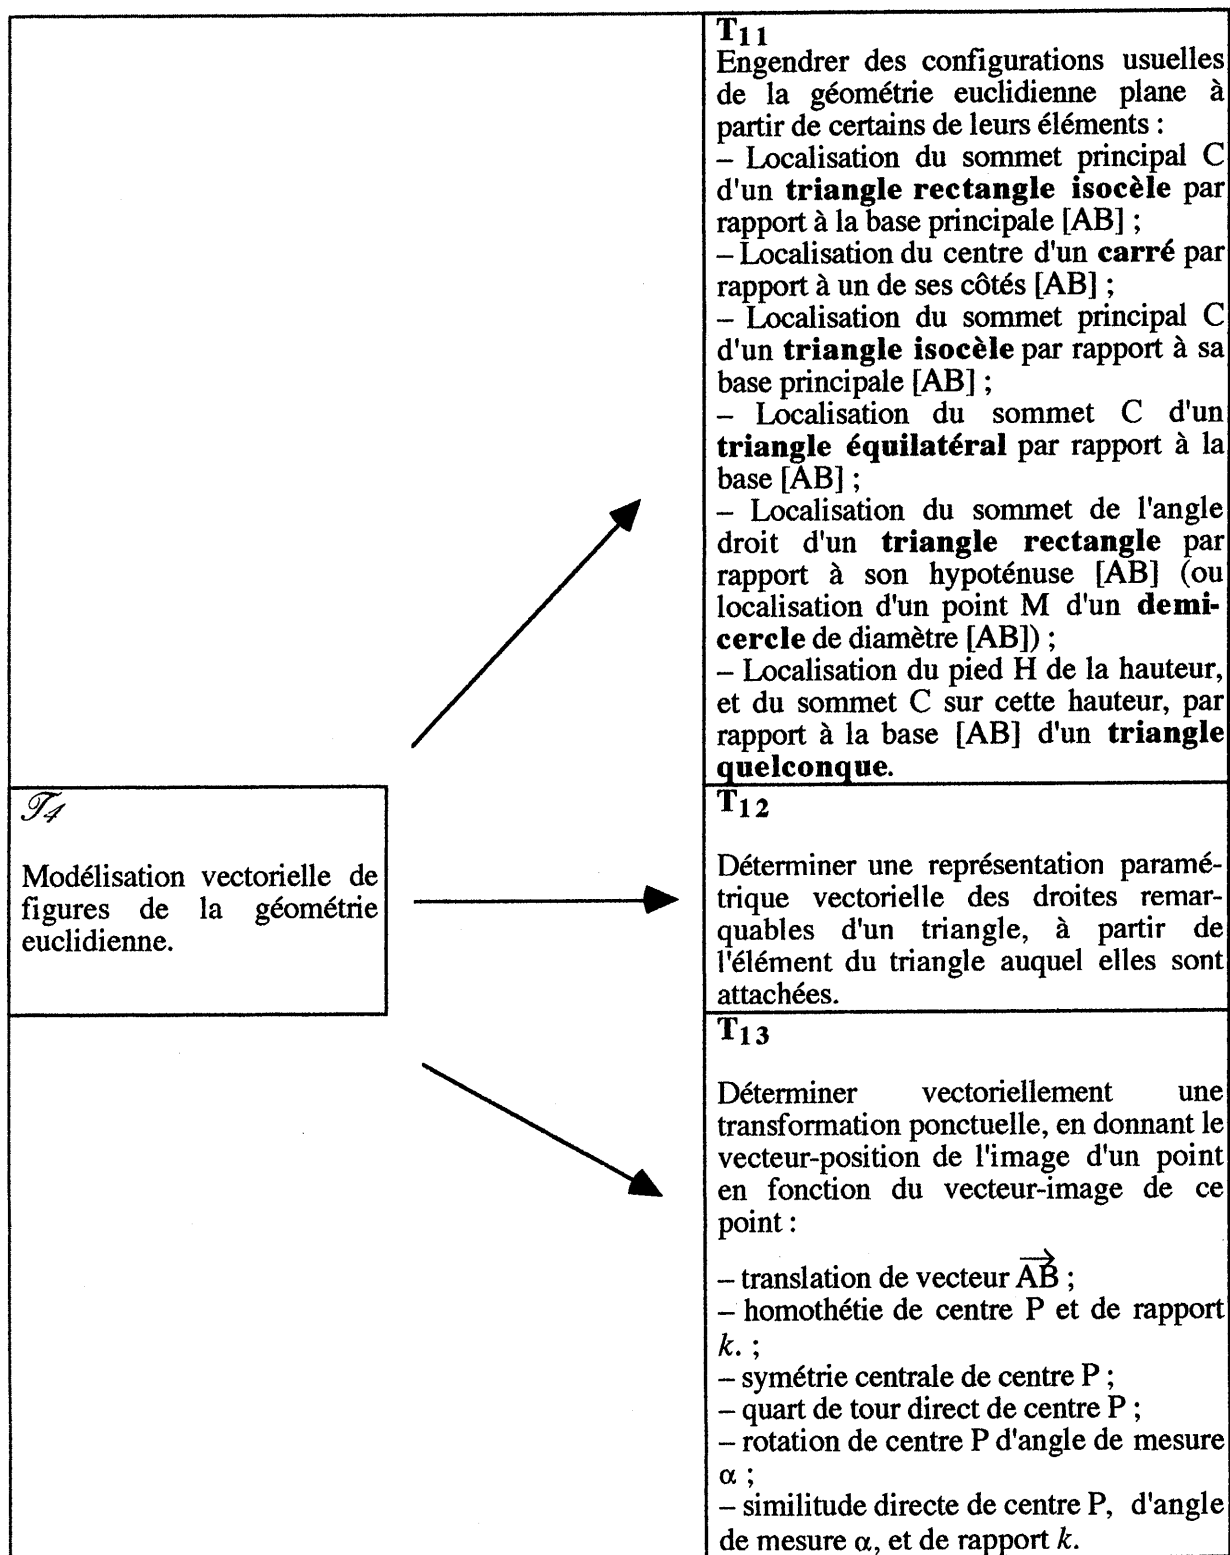 T11
Engendrer des configurations usuelles
de la géométrie euclidienne plane à
partir de certains de leurs éléments :
– Localisation du sommet principal C
d'un triangle rectangle isocèle par
rapport à la base principale [AB] ;
– Localisation du centre d'un carré par
rapport à un de ses côtés [AB] ;
– Localisation du sommet principal C
d'un triangle isocèle par rapport à sa
base principale [AB] ;
– Localisation du sommet C d'un
triangle équilatéral par rapport à la
base [AB] ;
– Localisation du sommet de l'angle
droit d'un triangle rectangle par
rapport à son hypoténuse [AB] (ou
localisation d'un point M d'un demi-
cercle de diamètre [AB]) ;
– Localisation du pied H de la hauteur,
et du sommet C sur cette hauteur, par
rapport à la base [AB] d'un triangle
quelconque.
𝒯4
Modélisation vectorielle de
figures de la géométrie
euclidienne.
T12
Déterminer une représentation paramé-
trique vectorielle des droites remar-
quables d'un triangle, à partir de
l'élément du triangle auquel elles sont
attachées.
T13
Déterminer vectoriellement une
transformation ponctuelle, en donnant le
vecteur-position de l'image d'un point
en fonction du vecteur-image de ce
point :
– translation de vecteur AB ;
– homothétie de centre P et de rapport
k. ;
– symétrie centrale de centre P ;
– quart de tour direct de centre P ;
– rotation de centre P d'angle de mesure
α ;
– similitude directe de centre P, d'angle
de mesure α, et de rapport k.